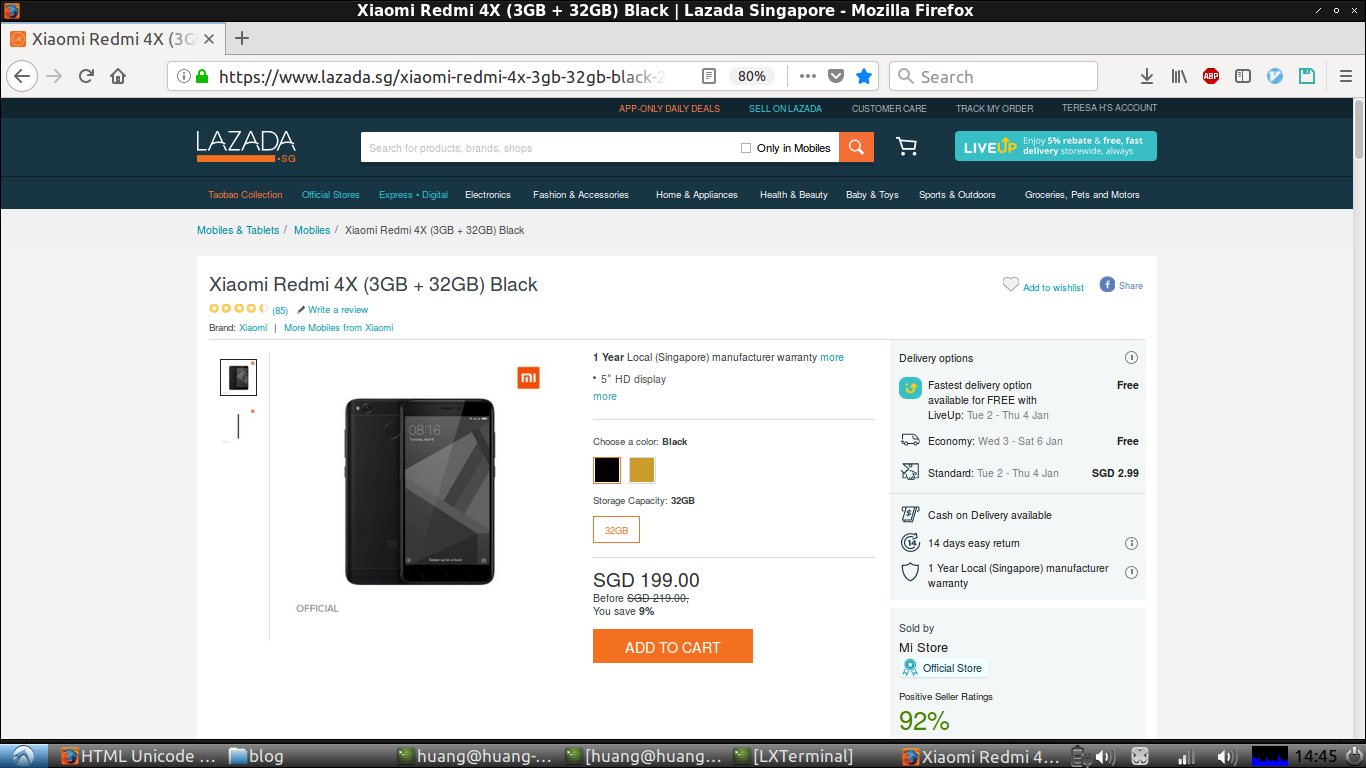 Xiaomi Redmi 4X (3GB + 32GB) Black | Lazada Singapore - Mozilla Firefox
Xiaomi Redmi 4X (3G
https://www.lazada.sg/xiaomi-redmi-4x-3gb-32gb-black-2
80%
Search
ABP
APP-ONLY DAILY DEALS
SELL ON LAZADA
CUSTOMER CARE
TRACK MY ORDER
TERESA H'S ACCOUNT
LAZADA
.SG
Search for products, brands, shops
Only in Mobiles
LIVEUP
Enjoy 5% rebate & free, fast
delivery storewide, always
Taobao Collection
Official Stores
Express • Digital
Electronics
Fashion & Accessories
Home & Appliances
Health & Beauty
Baby & Toys
Sports & Outdoors
Groceries, Pets and Motors
Mobiles & Tablets / Mobiles / Xiaomi Redmi 4X (3GB + 32GB) Black
Xiaomi Redmi 4X (3GB + 32GB) Black
Add to wishlist
Share
(85)
Write a review
Brand: Xiaomi | More Mobiles from Xiaomi
mi
08:16
Tuesday, April 5
Swipe up to unlock
OFFICIAL
1 Year Local (Singapore) manufacturer warranty more
• 5” HD display
more
Choose a color: Black
Storage Capacity: 32GB
32GB
SGD 199.00
Before SGD 219.00,
You save 9%
ADD TO CART
Delivery options
Fastest delivery option
available for FREE with
LiveUp: Tue 2 - Thu 4 Jan
Free
Economy: Wed 3 - Sat 6 Jan
Free
Standard: Tue 2 - Thu 4 Jan
SGD 2.99
Cash on Delivery available
14
14 days easy return
1 Year Local (Singapore) manufacturer
warranty
Sold by
Mi Store
Official Store
Positive Seller Ratings
92%
HTML Unicode ...
blog
huang@huang-...
[huang@huang...
[LXTerminal]
Xiaomi Redmi 4...
14:45